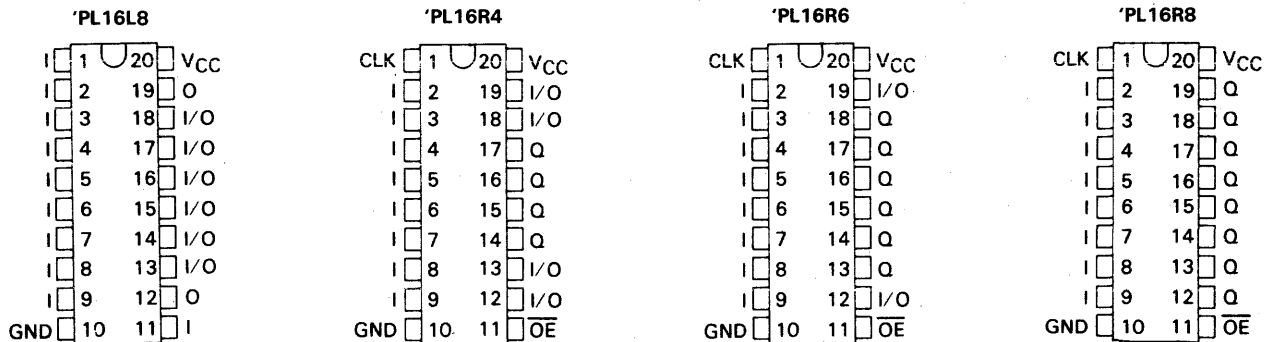 'PL16L8 'PL16R4 'PL16R6 'PL16R8
I 1 20 VCC CLK 1 20 VCC CLK 1 20 VCC CLK 1 20 VCC
I 2 19 O I 2 19 I/O I 2 19 I/O I 2 19 Q
I 3 18 I/O I 3 18 I/O I 3 18 Q I 3 18 Q
I 4 17 I/O I 4 17 Q I 4 17 Q I 4 17 Q
I 5 16 I/O I 5 16 Q I 5 16 Q I 5 16 Q
I 6 15 I/O I 6 15 Q I 6 15 Q I 6 15 Q
I 7 14 I/O I 7 14 Q I 7 14 Q I 7 14 Q
I 8 13 I/O I 8 13 I/O I 8 13 Q I 8 13 Q
I 9 12 O I 9 12 I/O I 9 12 I/O I 9 12 Q
GND 10 11 I GND 10 11 O̅E̅ GND 10 11 O̅E̅ GND 10 11 O̅E̅